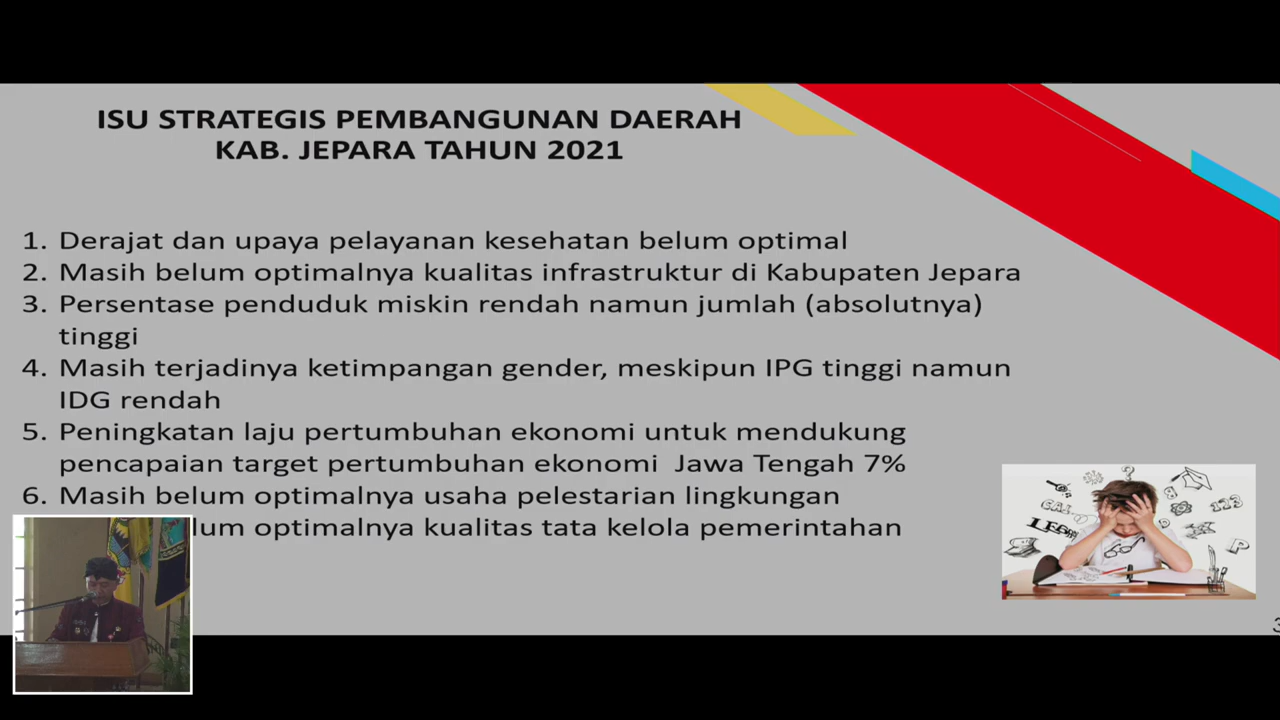 ISU STRATEGIS PEMBANGUNAN DAERAH
KAB. JEPARA TAHUN 2021
1. Derajat dan upaya pelayanan kesehatan belum optimal
2. Masih belum optimalnya kualitas infrastruktur di Kabupaten Jepara
3. Persentase penduduk miskin rendah namun jumlah (absolutnya)
tinggi
4. Masih terjadinya ketimpangan gender, meskipun IPG tinggi namun
IDG rendah
5. Peningkatan laju pertumbuhan ekonomi untuk mendukung
pencapaian target pertumbuhan ekonomi Jawa Tengah 7%
6. Masih belum optimalnya usaha pelestarian lingkungan
optimalnya kualitas tata kelola pemerintahan
123
P